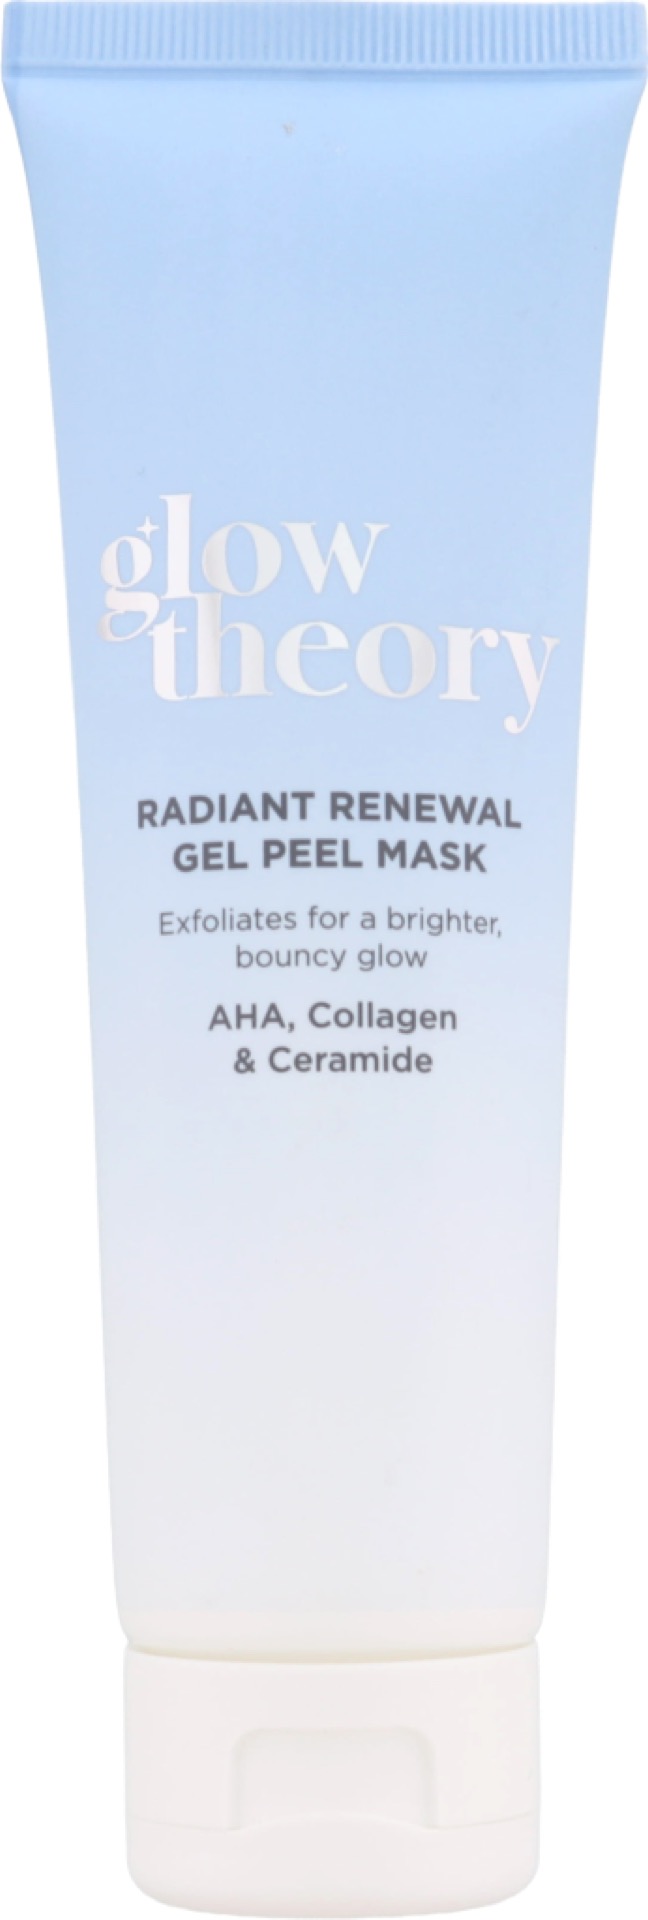 glow
theory
RADIANT RENEWAL
GEL PEEL MASK
Exfoliates for a brighter,
bouncy glow
AHA, Collagen
& Ceramide